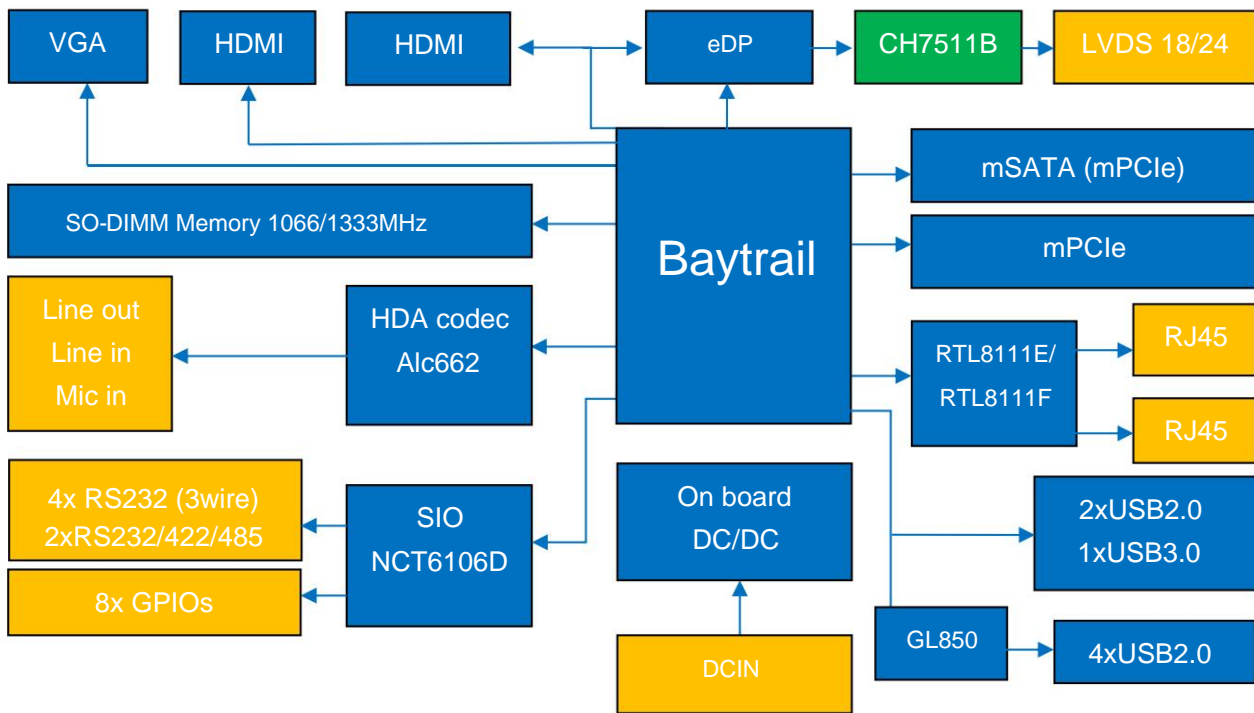 VGA
HDMI
HDMI
eDP
CH7511B
LVDS 18/24
mSATA (mPCIe)
SO-DIMM Memory 1066/1333MHz
Baytrail
mPCIe
Line out
Line in
Mic in
HDA codec
Alc662
RTL8111E/
RTL8111F
RJ45
RJ45
4x RS232 (3wire)
2xRS232/422/485
8x GPIOs
SIO
NCT6106D
On board
DC/DC
2xUSB2.0
1xUSB3.0
DCIN
GL850
4xUSB2.0